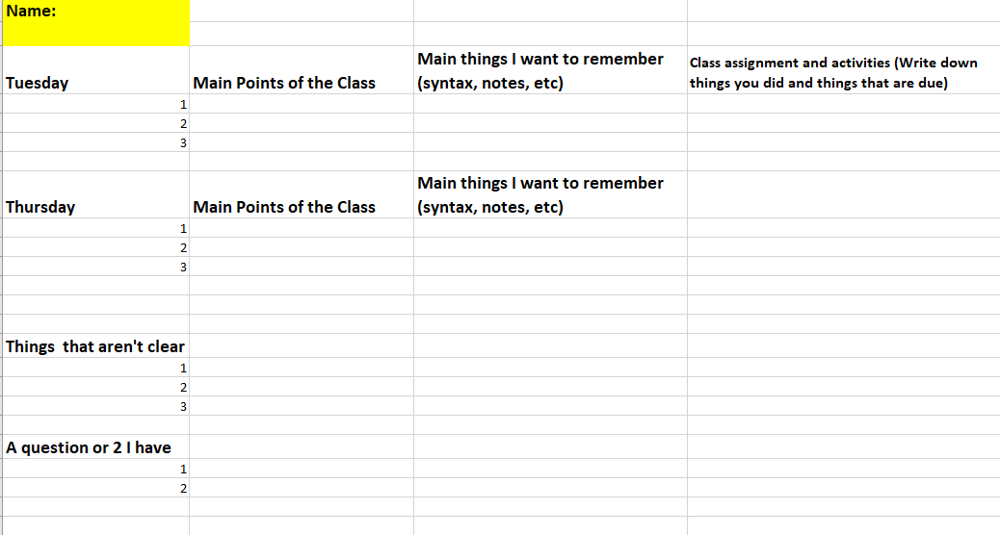 Name:
Tuesday
Main Points of the Class
Main things I want to remember
(syntax, notes, etc)
Class assignment and activities (Write down
things you did and things that are due)
1
2
3
Thursday
Main Points of the Class
Main things I want to remember
(syntax, notes, etc)
1
2
3
Things  that aren't clear
1
2
3
A question or 2 I have
1
2